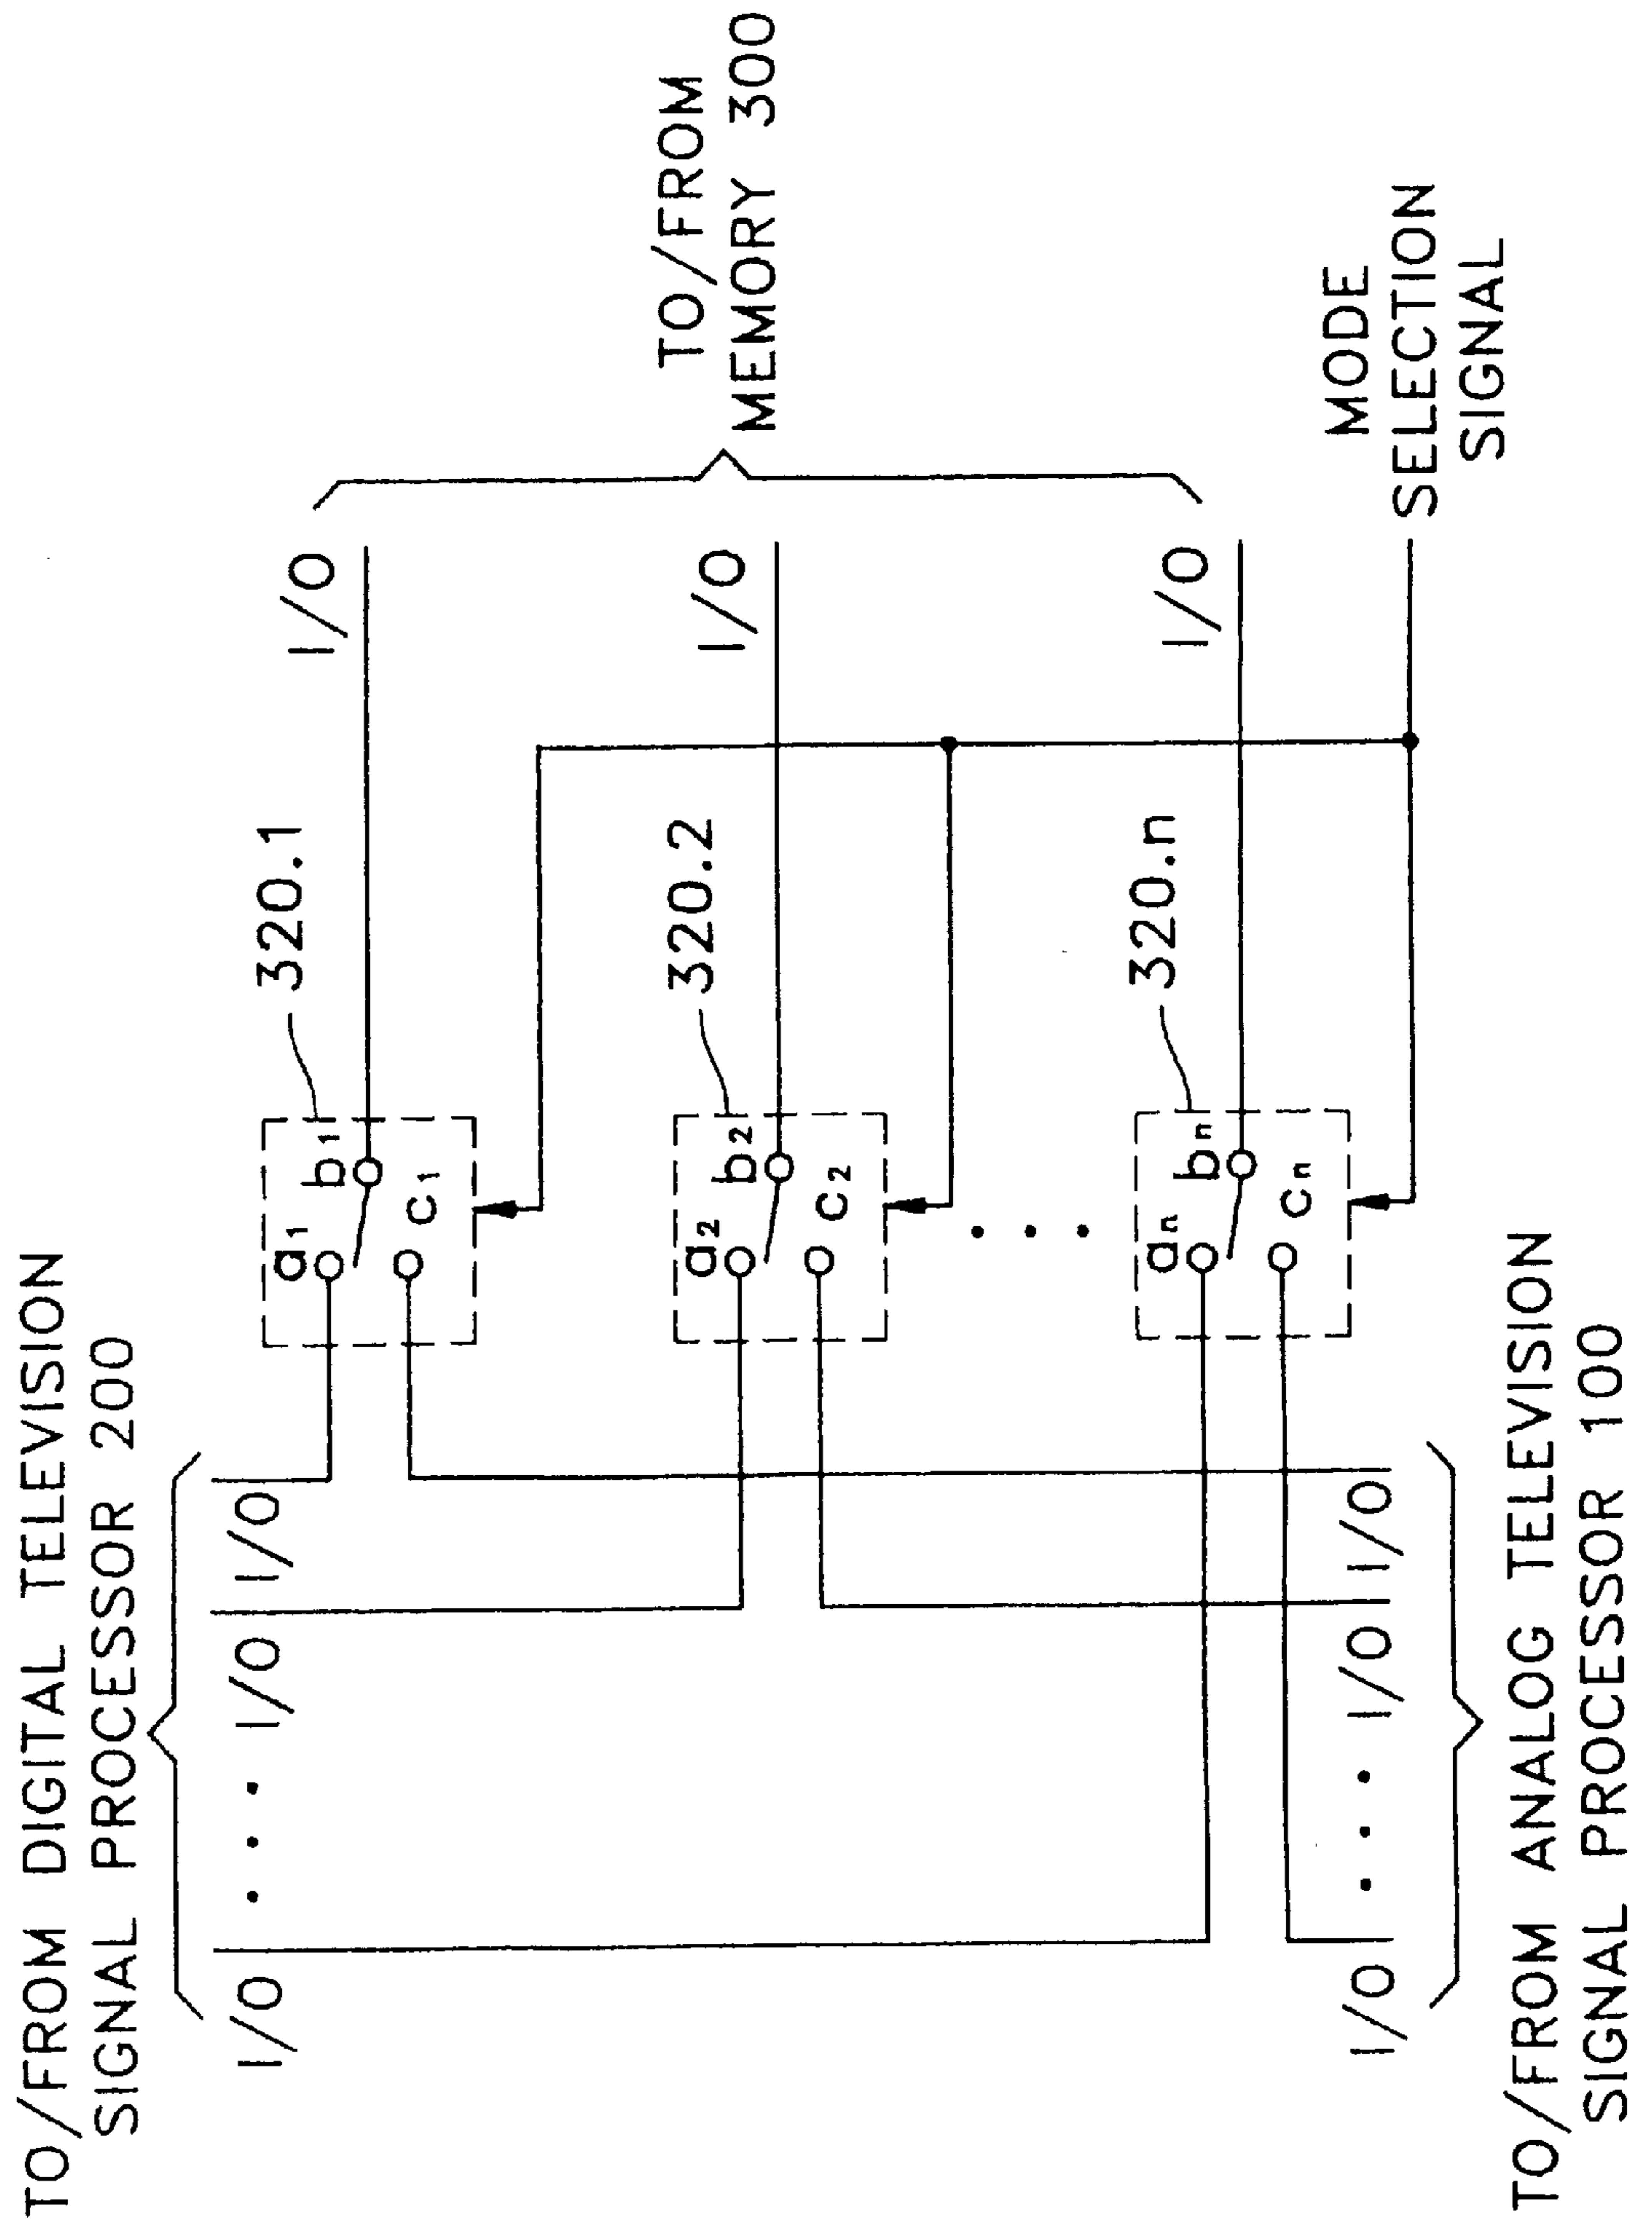 TO/FROM DIGITAL TELEVISION
SIGNAL PROCESSOR 200
I/O
· · ·
I/O
I/O
320.1
a1
b1
c1
I/O
320.2
a2
b2
c2
I/O
TO/FROM
MEMORY 300
· · ·
320.n
an
bn
cn
I/O
MODE
SELECTION
SIGNAL
I/O
· · ·
I/O
I/O
TO/FROM ANALOG TELEVISION
SIGNAL PROCESSOR 100